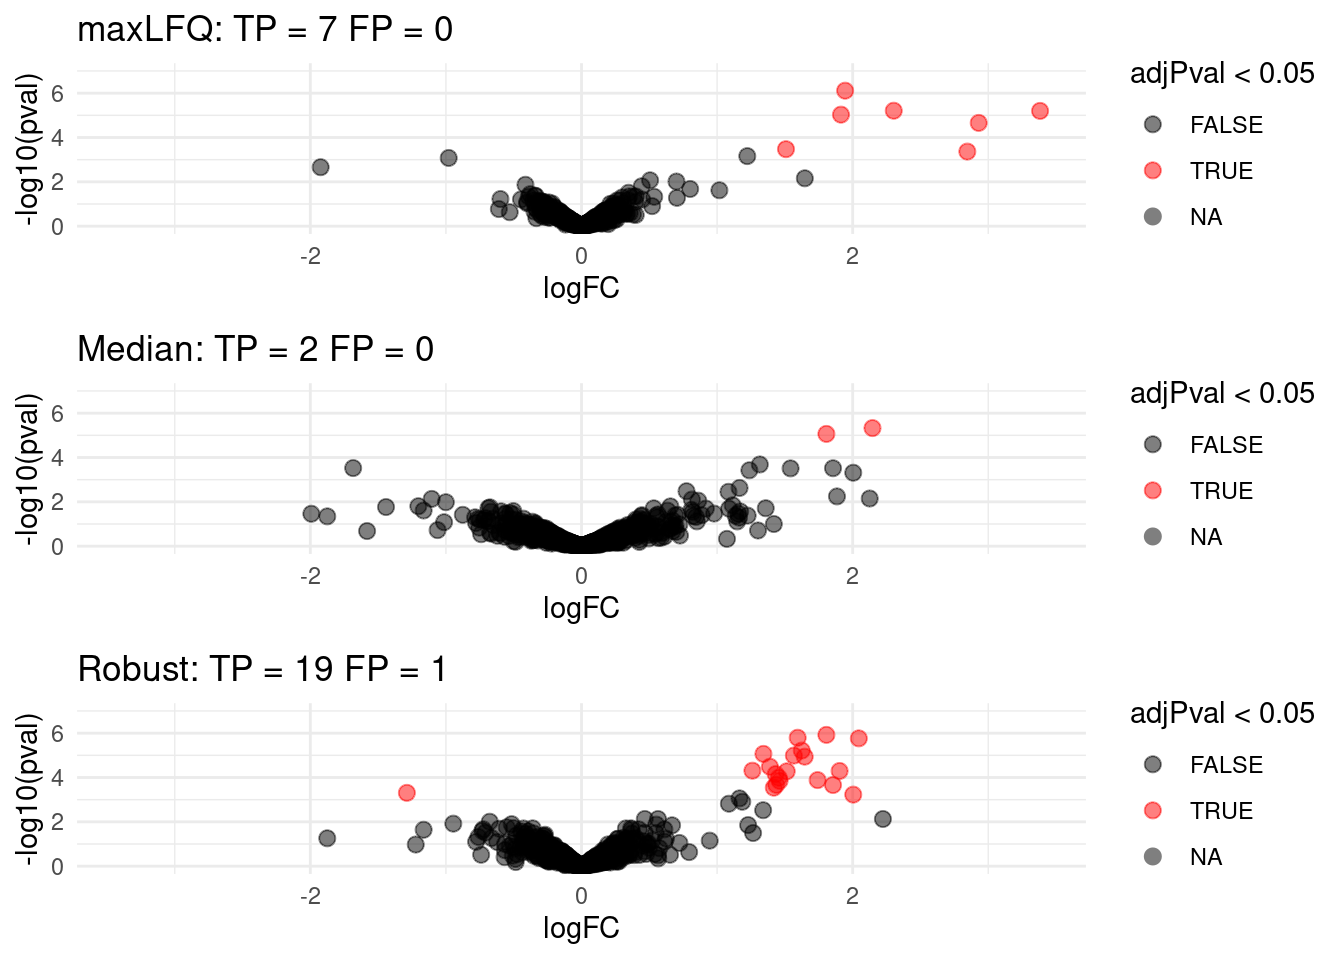 maxLFQ: TP = 7 FP = 0
-log10(pval)
6
4
2
0
-2
0
2
logFC
adjPval < 0.05
FALSE
TRUE
NA
Median: TP = 2 FP = 0
-log10(pval)
6
4
2
0
-2
0
2
logFC
adjPval < 0.05
FALSE
TRUE
NA
Robust: TP = 19 FP = 1
-log10(pval)
6
4
2
0
-2
0
2
logFC
adjPval < 0.05
FALSE
TRUE
NA